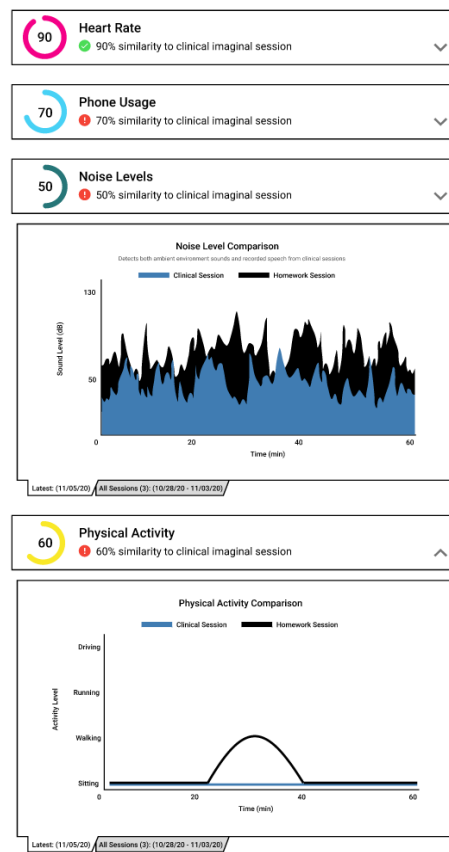 90
Heart Rate
90% similarity to clinical imaginal session
70
Phone Usage
70% similarity to clinical imaginal session
50
Noise Levels
50% similarity to clinical imaginal session
Noise Level Comparison
Detects both ambient environment sounds and recorded speech from clinical sessions
Clinical Session Homework Session
130
Sound Level (dB)
50
0 20 40 60
Time (min)
Latest: (11/05/20) All Sessions (3): (10/28/20 - 11/03/20)
60
Physical Activity
60% similarity to clinical imaginal session
Physical Activity Comparison
Clinical Session Homework Session
Driving
Running
Activity Level
Walking
Sitting
0 20 40 60
Time (min)
Latest: (11/05/20) All Sessions (3): (10/28/20 - 11/03/20)